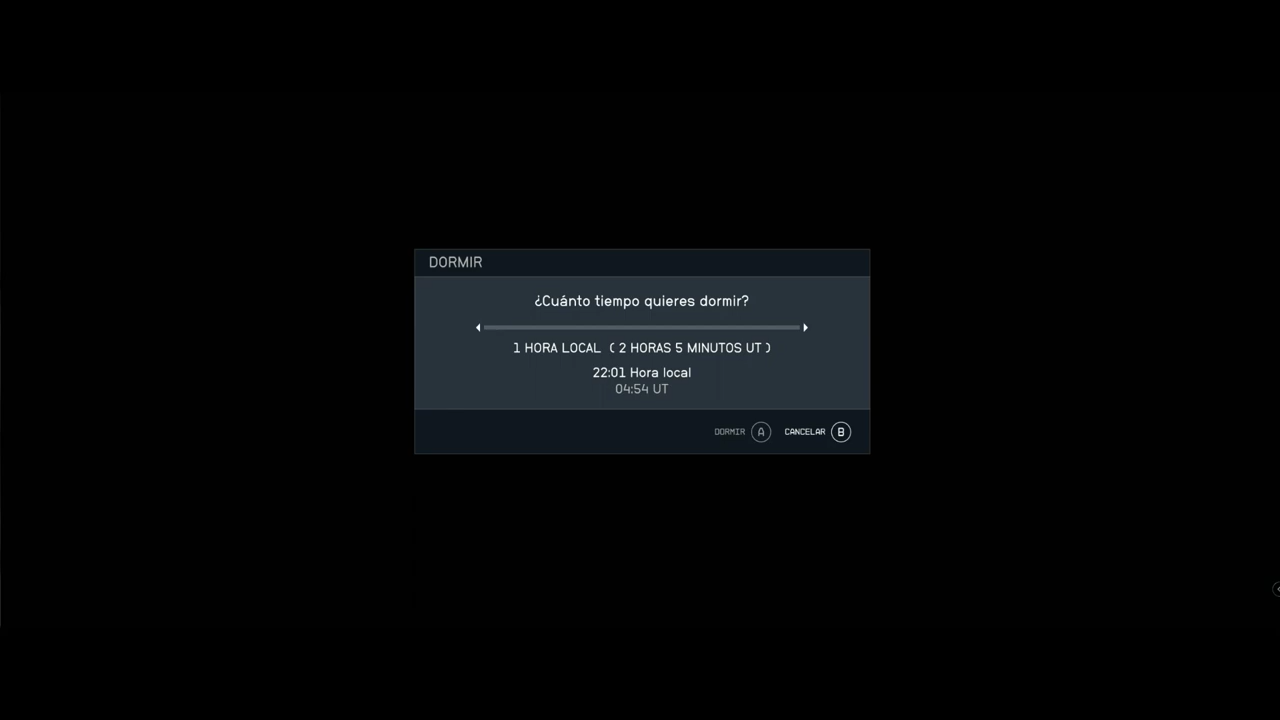 DORMIR
¿Cuánto tiempo quieres dormir?
1 HORA LOCAL ( 2 HORAS 5 MINUTOS UT )
22:01 Hora local
04:54 UT
DORMIR A CANCELAR B